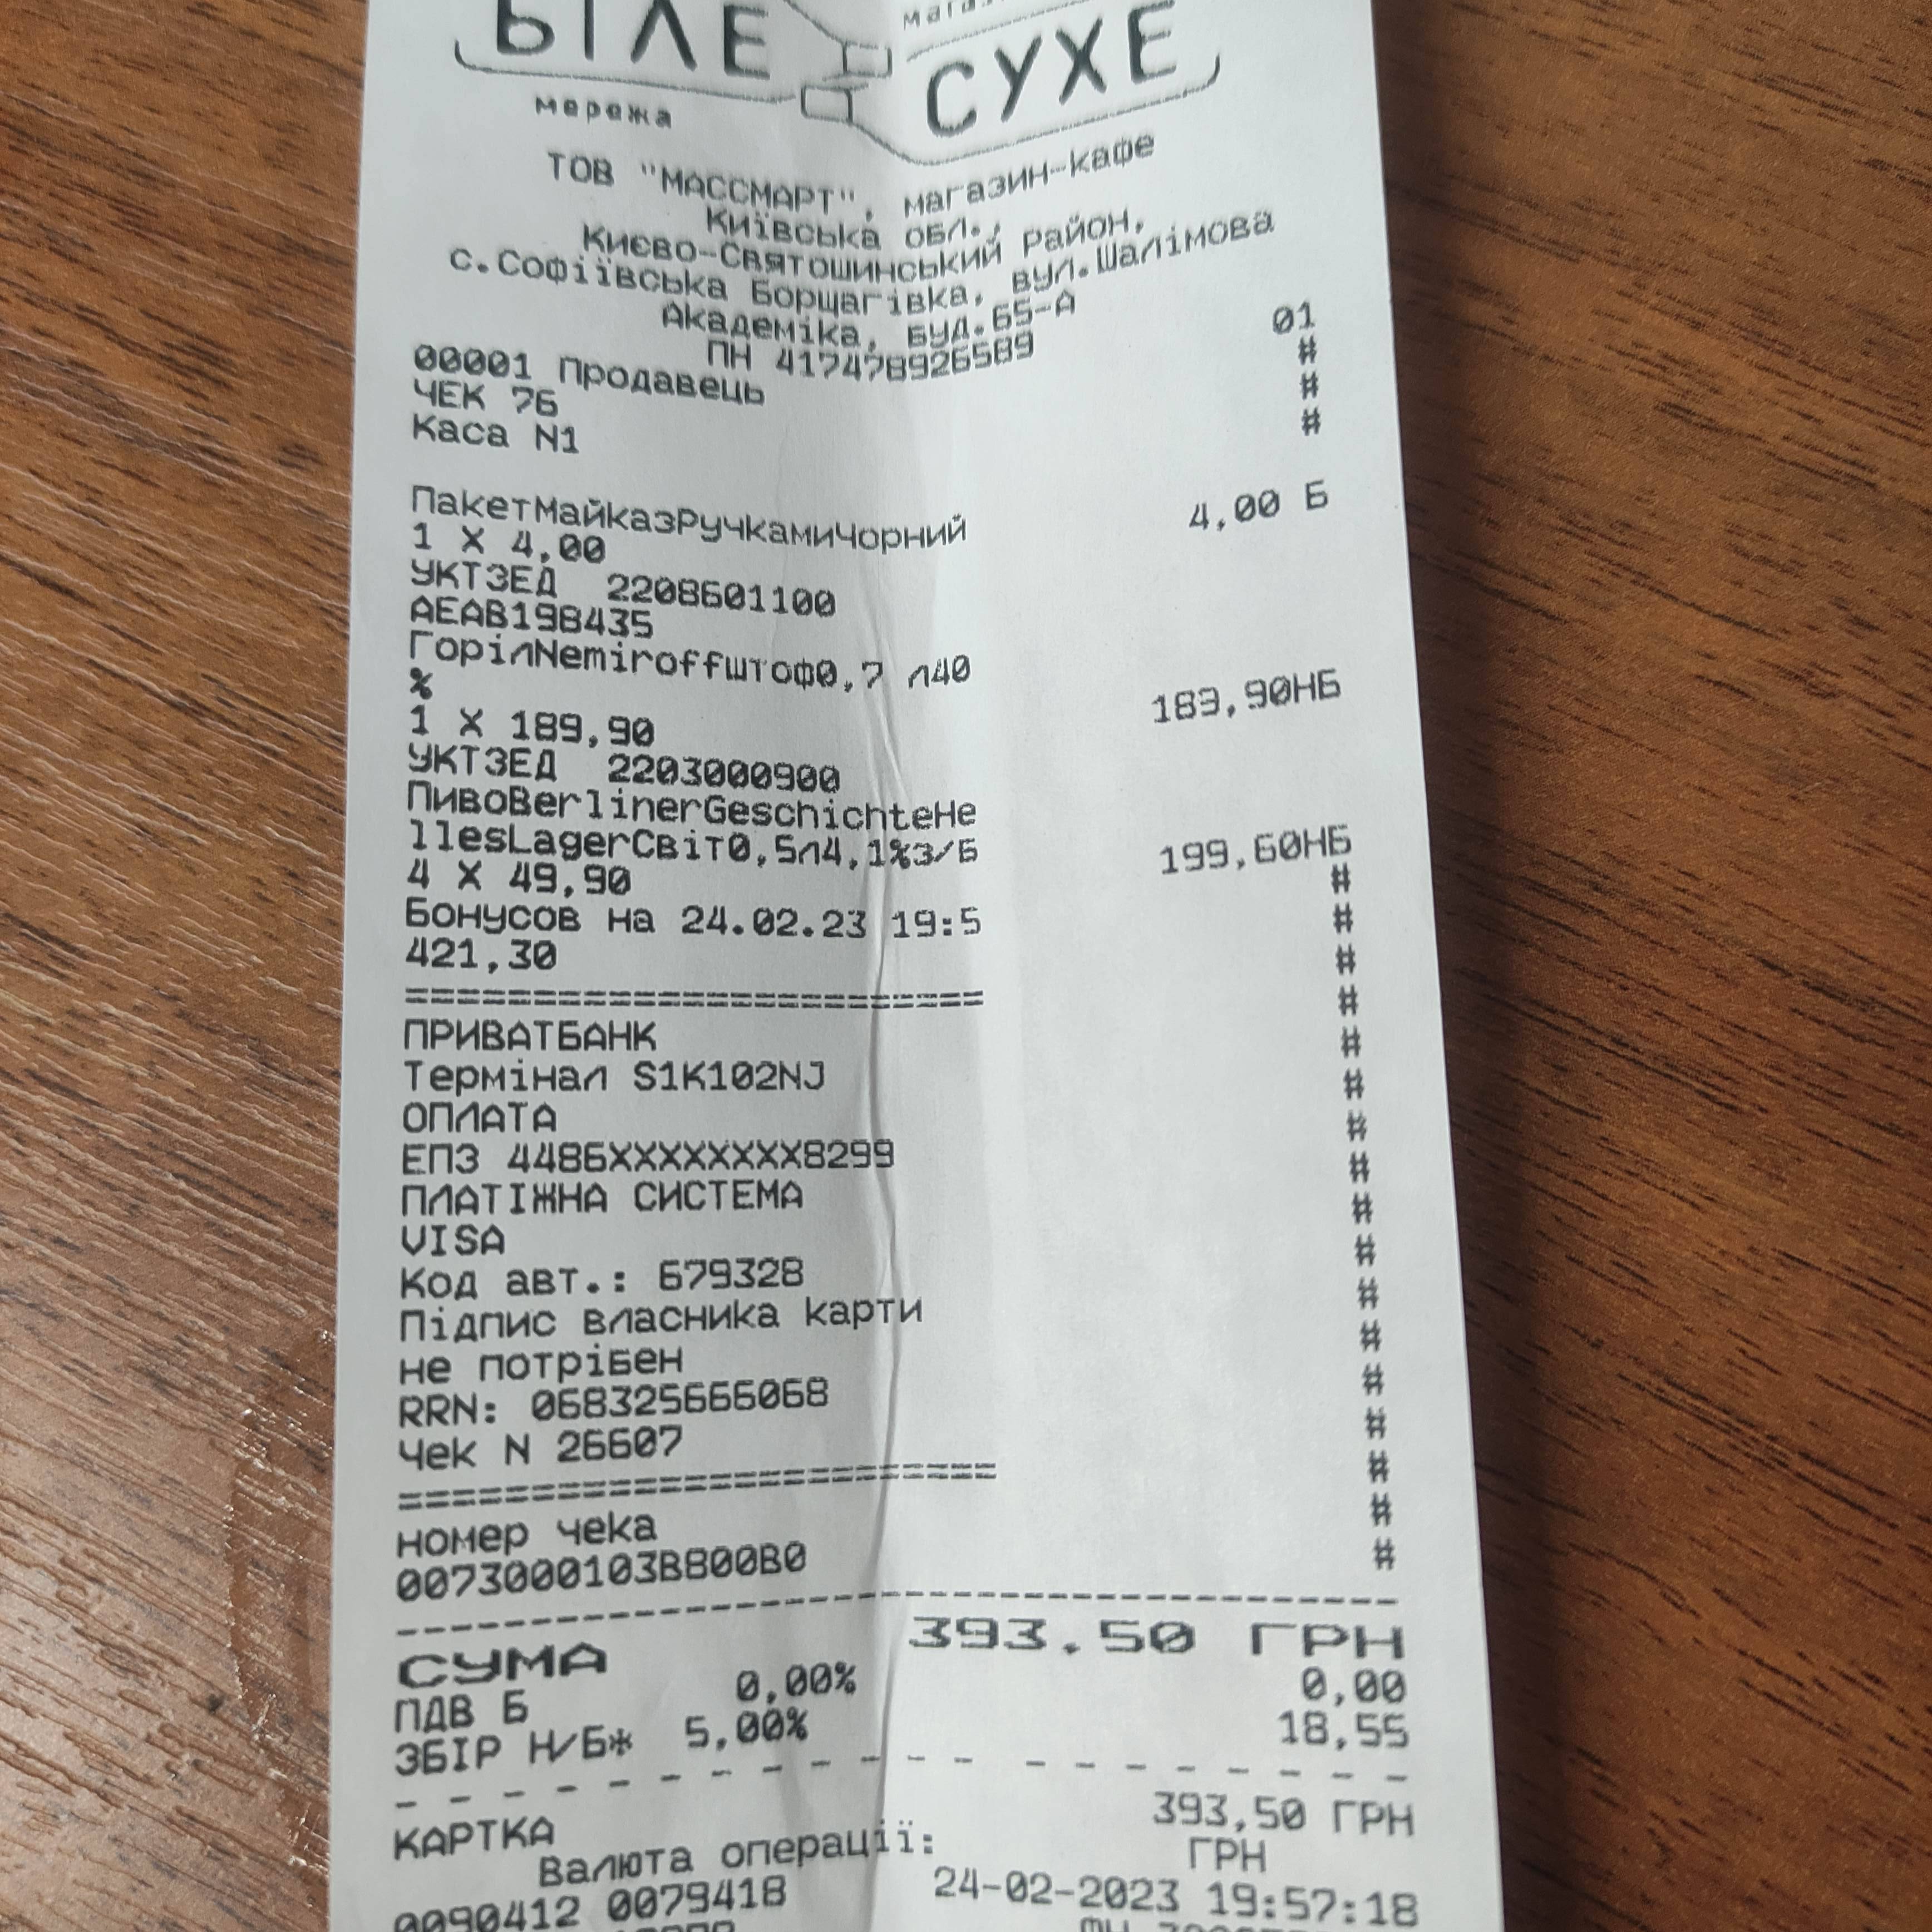 БІЛЕ СУХЕ
мережа
ТОВ "МАССМАРТ", магазин-кафе
Київська обл.,
Києво-Святошинський район,
с.Софіївська Борщагівка, вул.Шалімова
Академіка, буд.65-А
ПН 417478926589
00001 Продавець 01
ЧЕК 76 #
Каса N1 #
#
ПакетМайказРучкамиЧорний 4,00 Б
1 X 4,00
УКТЗЕД 2208601100
АЕАВ198435
ГорілNemiroffштоф0,7 л40
% 189,90НБ
1 X 189,90
УКТЗЕД 2203000900
ПивоBerlinerGeschichteHe
llesLagerСвіт0,5л4,1%з/б 199,60НБ
4 X 49,90 #
Бонусов на 24.02.23 19:5 #
421,30 #
======================== #
ПРИВАТБАНК #
Термінал S1K102NJ #
ОПЛАТА #
ЕПЗ 4486XXXXXXXX8299 #
ПЛАТІЖНА СИСТЕМА #
VISA #
Код авт.: 679328 #
Підпис власника карти #
не потрібен #
RRN: 068325666068 #
Чек N 26607 #
======================== #
номер чека #
0073000103B800B0
СУМА 393.50 ГРН
ПДВ Б 0,00% 0,00
ЗБІР Н/Б* 5,00% 18,55
КАРТКА 393,50 ГРН
Валюта операції: ГРН
0090412 0079418 24-02-2023 19:57:18